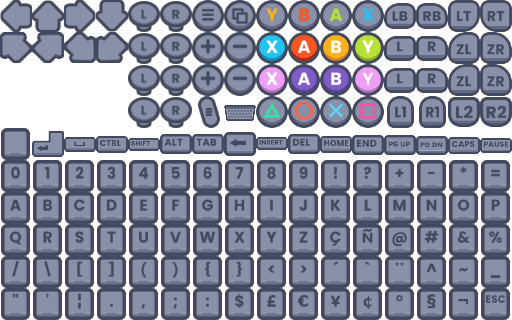 L R Y B A X LB RB LT RT
L R + − X A B Y L R ZL ZR
L R + − X A B Y L R ZL ZR
L R L1 R1 L2 R2
CTRL SHIFT ALT TAB INSERT DEL HOME END PG UP PG DN CAPS PAUSE
0 1 2 3 4 5 6 7 8 9 ! ? + - * =
A B C D E F G H I J K L M N O P
Q R S T U V W X Y Z Ç Ñ @ # & %
/ \ [ ] ( ) { } < > ´ ` ¨ ^ ~ _
" ' ¦ . , ; : $ £ € ¥ ¢ ° § ¬ ESC